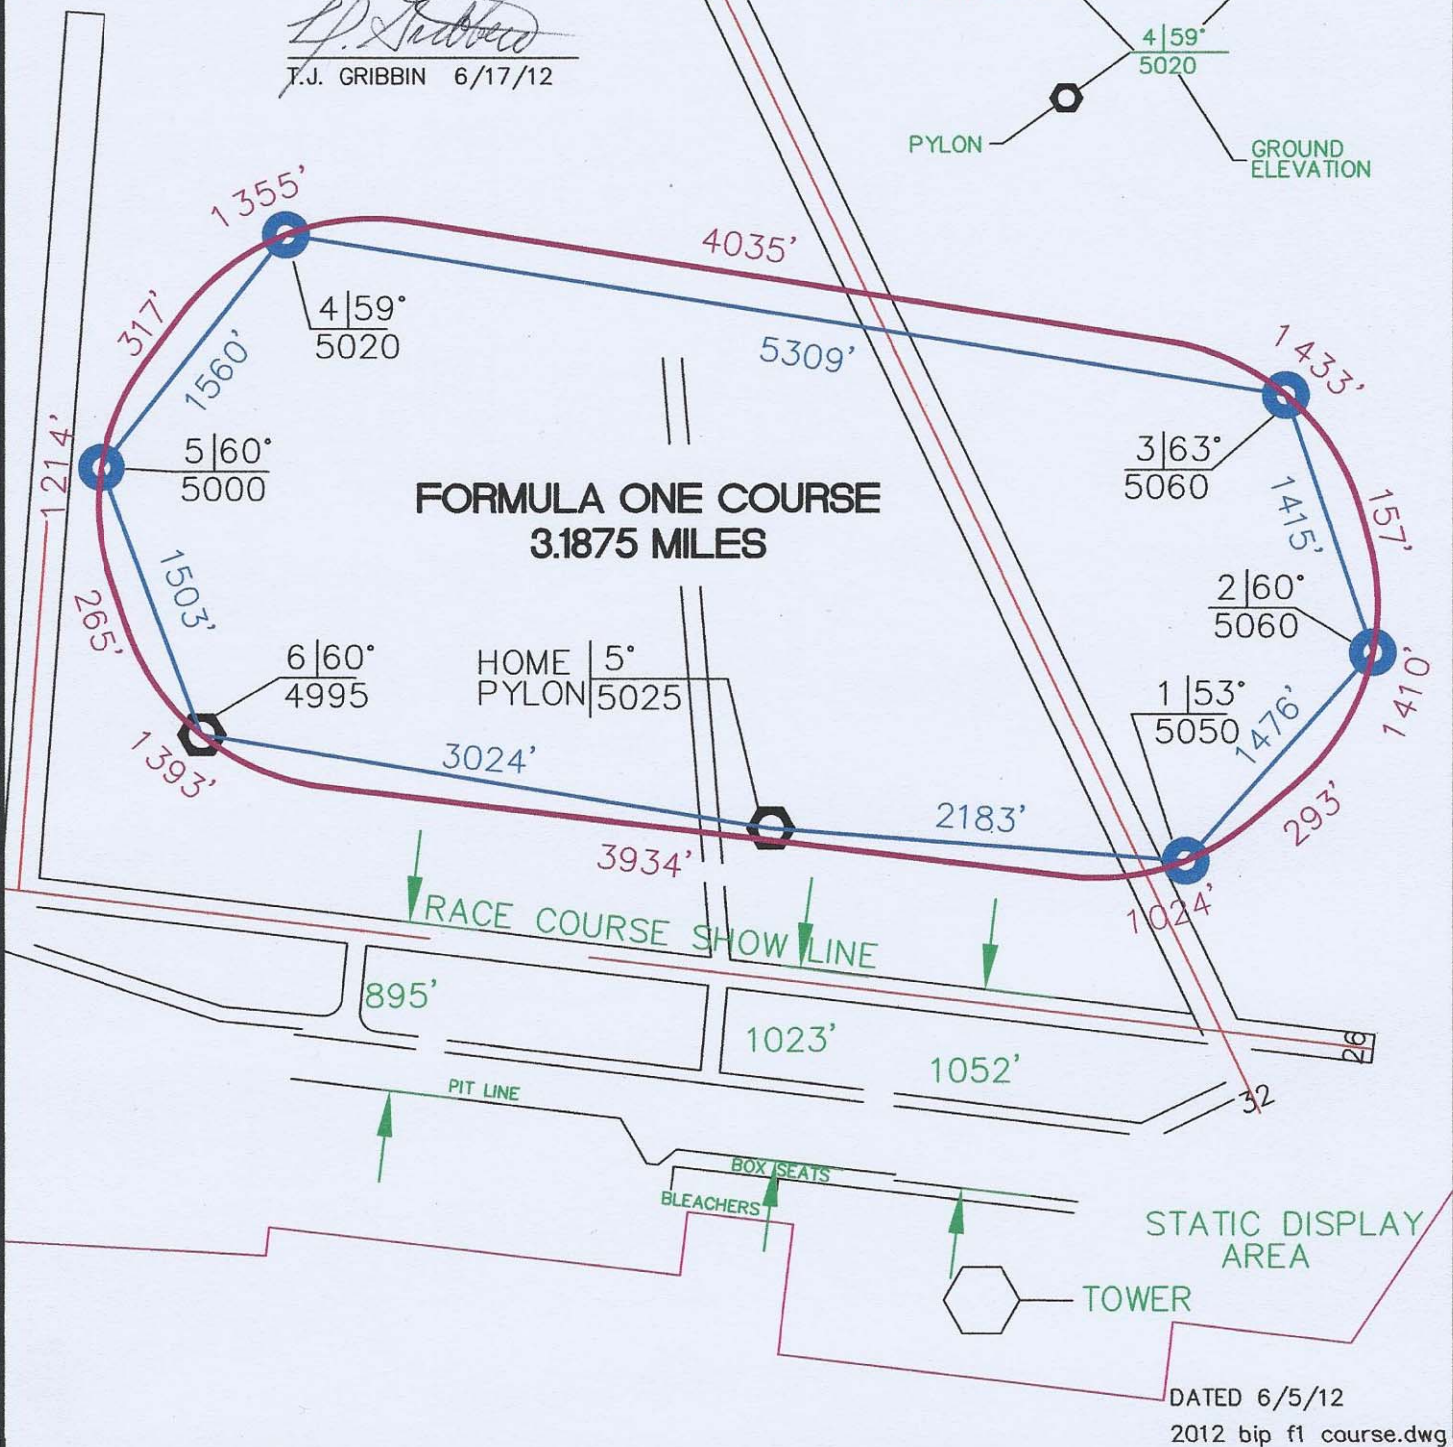 T.J. GRIBBIN 6/17/12
4|59°
5020
PYLON
GROUND
ELEVATION
1355'
4035'
317'
4|59°
5020
1560'
5309'
1433'
1214'
5|60°
5000
3|63°
5060
1415'
157'
FORMULA ONE COURSE
3.1875 MILES
1503'
265'
2|60°
5060
6|60°
4995
HOME
PYLON
5°
5025
1410'
1|53°
5050
1476'
1393'
3024'
2183'
293'
3934'
1024'
RACE COURSE SHOW LINE
895'
1023'
1052'
26
32
PIT LINE
BOX SEATS
BLEACHERS
STATIC DISPLAY
AREA
TOWER
DATED 6/5/12
2012 bip f1 course.dwg